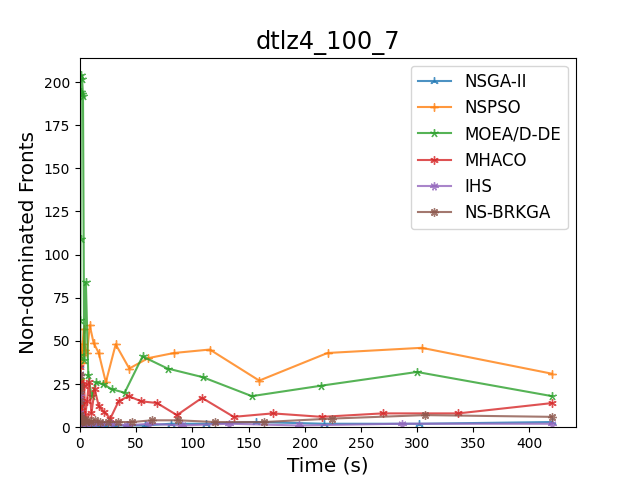 dtlz4_100_7
Non-dominated Fronts
200
175
150
125
100
75
50
25
0
0 50 100 150 200 250 300 350 400
Time (s)
NSGA-II
NSPSO
MOEA/D-DE
MHACO
IHS
NS-BRKGA